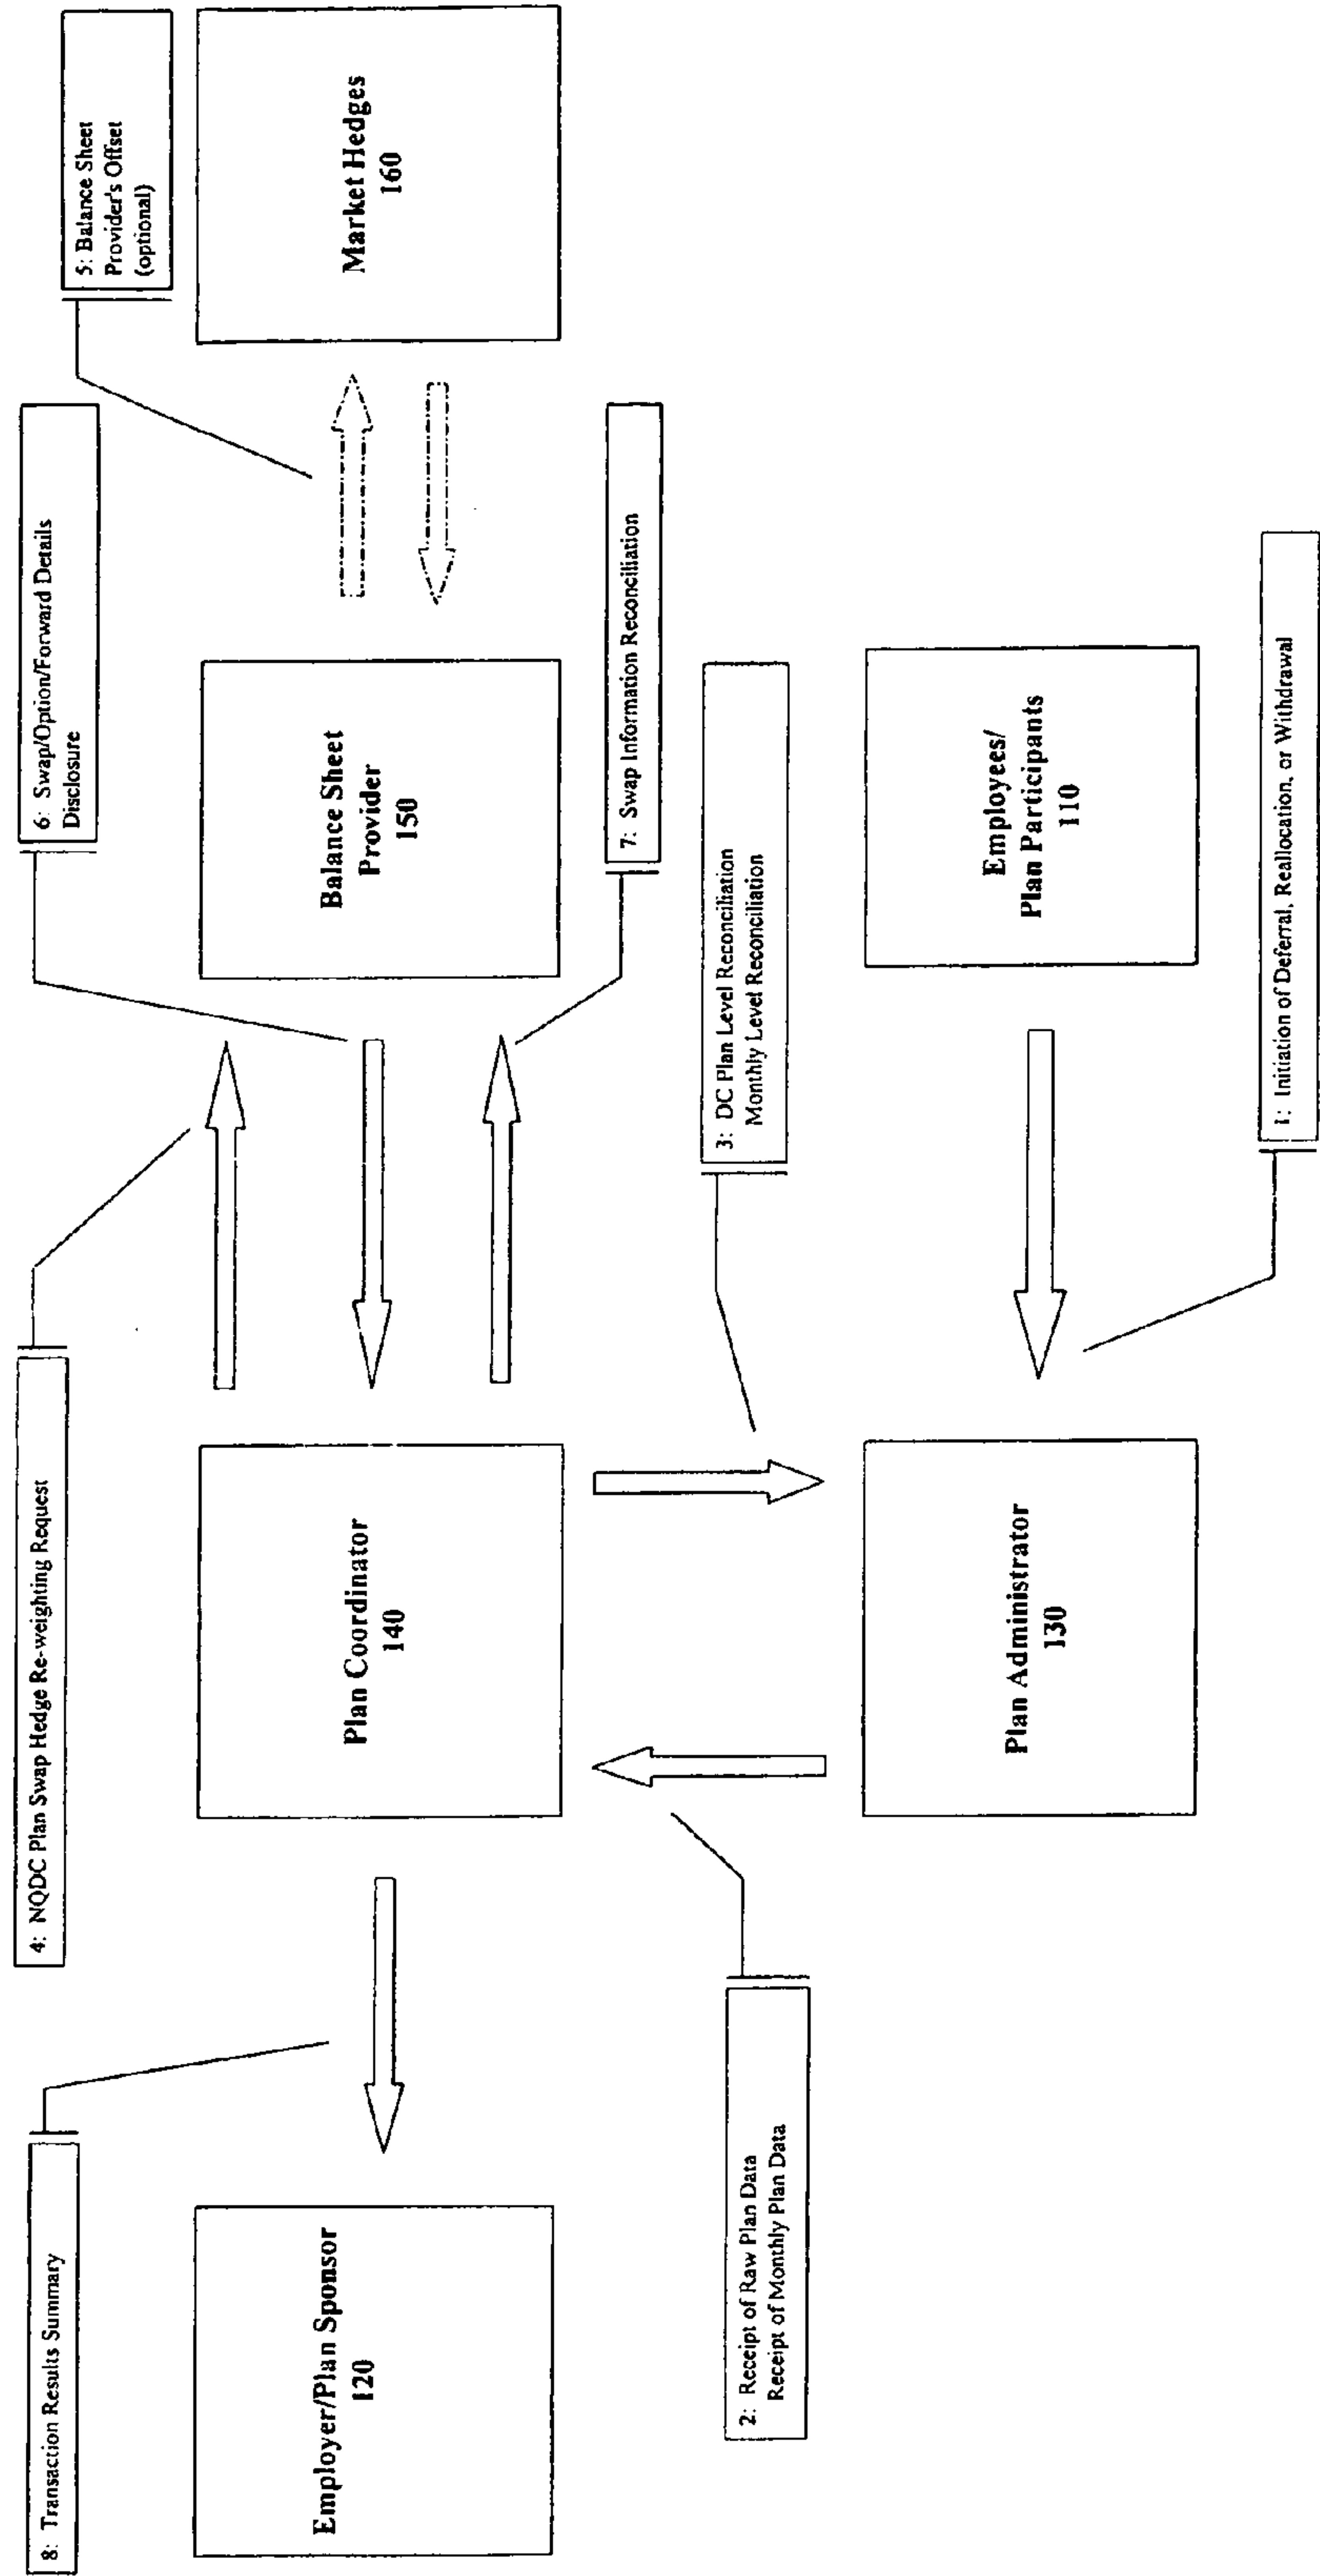 8: Transaction Results Summary
4: NQDC Plan Swap Hedge Re-weighting Request
6: Swap/Option/Forward Details
Disclosure
5: Balance Sheet
Provider's Offset
(optional)
Employer/Plan Sponsor
120
Plan Coordinator
140
Balance Sheet
Provider
150
Market Hedges
160
7: Swap Information Reconciliation
2: Receipt of Raw Plan Data
Receipt of Monthly Plan Data
3: DC Plan Level Reconciliation
Monthly Level Reconciliation
Plan Administrator
130
Employees/
Plan Participants
110
1: Initiation of Deferral, Reallocation, or Withdrawal